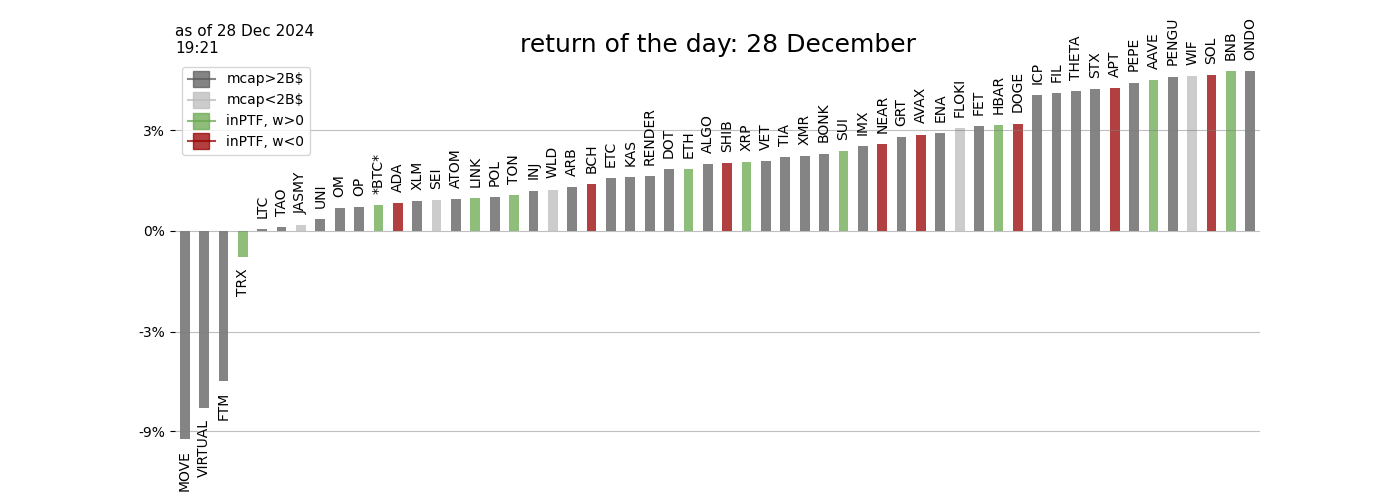 as of 28 Dec 2024
19:21
return of the day: 28 December
mcap>2B$
mcap<2B$
inPTF, w>0
inPTF, w<0
3%
0%
-3%
-9%
MOVE
VIRTUAL
FTM
TRX
LTC
TAO
JASMY
UNI
OM
OP
*BTC*
ADA
XLM
SEI
ATOM
LINK
POL
TON
INJ
WLD
ARB
BCH
ETC
KAS
RENDER
DOT
ETH
ALGO
SHIB
XRP
VET
TIA
XMR
BONK
SUI
IMX
NEAR
GRT
AVAX
ENA
FLOKI
FET
HBAR
DOGE
ICP
FIL
THETA
STX
APT
PEPE
AAVE
PENGU
WIF
SOL
BNB
ONDO